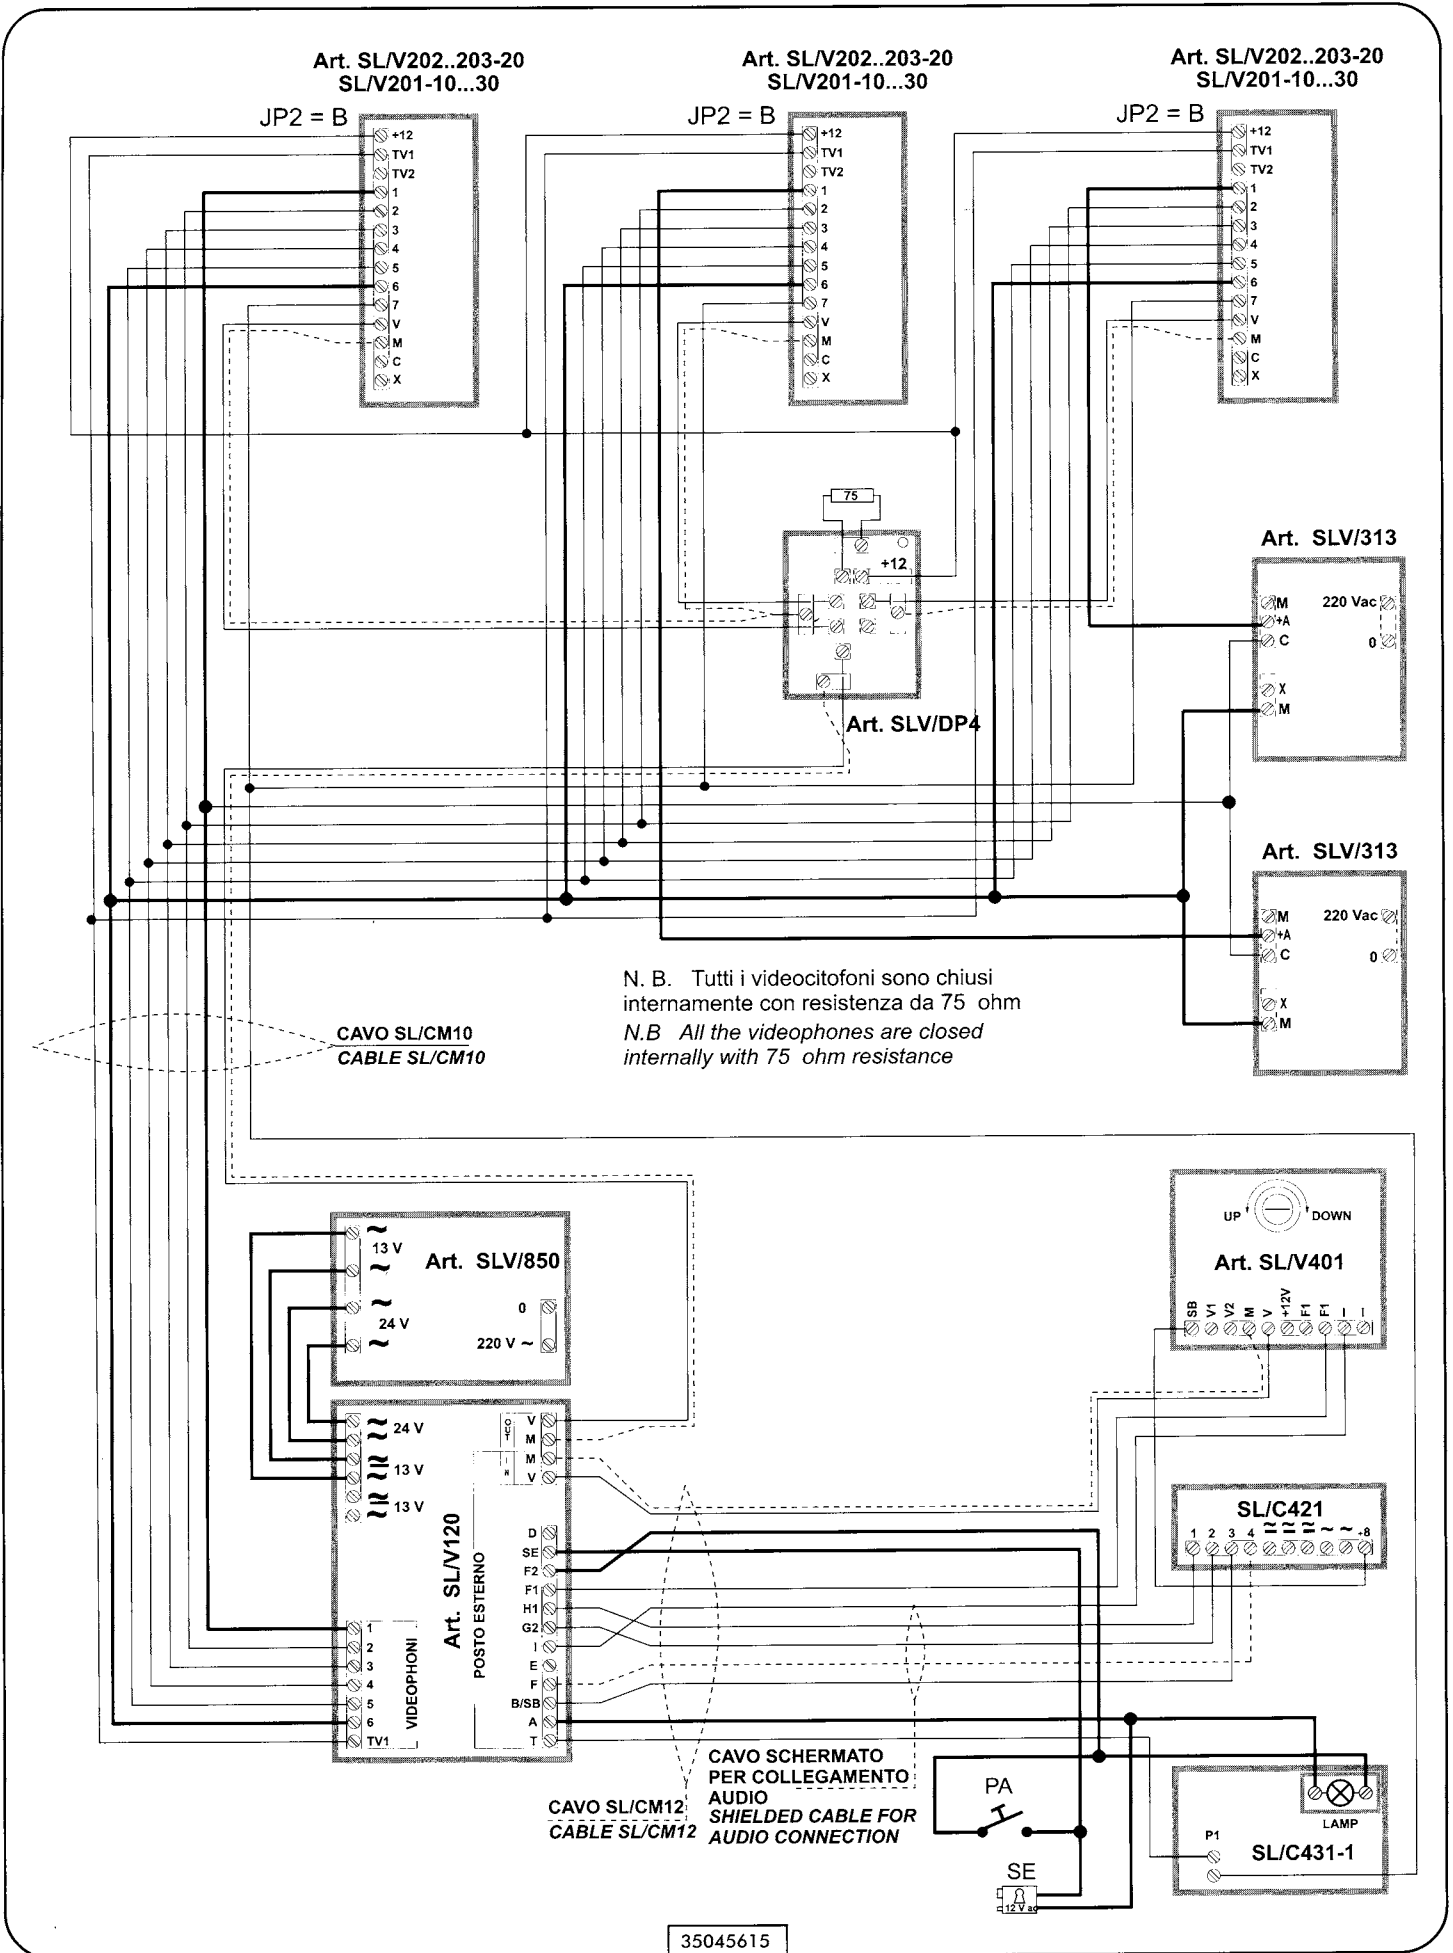 Art. SL/V202..203-20
SL/V201-10...30
JP2 = B
+12
TV1
TV2
1
2
3
4
5
6
7
V
M
C
X
Art. SL/V202..203-20
SL/V201-10...30
JP2 = B
+12
TV1
TV2
1
2
3
4
5
6
7
V
M
C
X
Art. SL/V202..203-20
SL/V201-10...30
JP2 = B
+12
TV1
TV2
1
2
3
4
5
6
7
V
M
C
X
75
+12
Art. SLV/DP4
Art. SLV/313
M 220 Vac
+A
C 0
X
M
Art. SLV/313
M 220 Vac
+A
C 0
X
M
N. B. Tutti i videocitofoni sono chiusi
internamente con resistenza da 75 ohm
N.B All the videophones are closed
internally with 75 ohm resistance
CAVO SL/CM10
CABLE SL/CM10
13 V
Art. SLV/850
24 V
0
220 V ~
UP DOWN
Art. SL/V401
SB V1 V2 M V +12V F1 F1 I I
24 V
13 V
13 V
Art. SL/V120
POSTO ESTERNO
OUT
IN
V
M
M
V
D
SE
F2
F1
H1
G2
I
E
F
B/SB
A
T
1
2
3
4
5
6
TV1
VIDEOPHONI
SL/C421
1 2 3 4 ~ ~ +8
CAVO SCHERMATO
PER COLLEGAMENTO
AUDIO
SHIELDED CABLE FOR
AUDIO CONNECTION
CAVO SL/CM12
CABLE SL/CM12
PA
SE
12 V ac
LAMP
P1
SL/C431-1
35045615